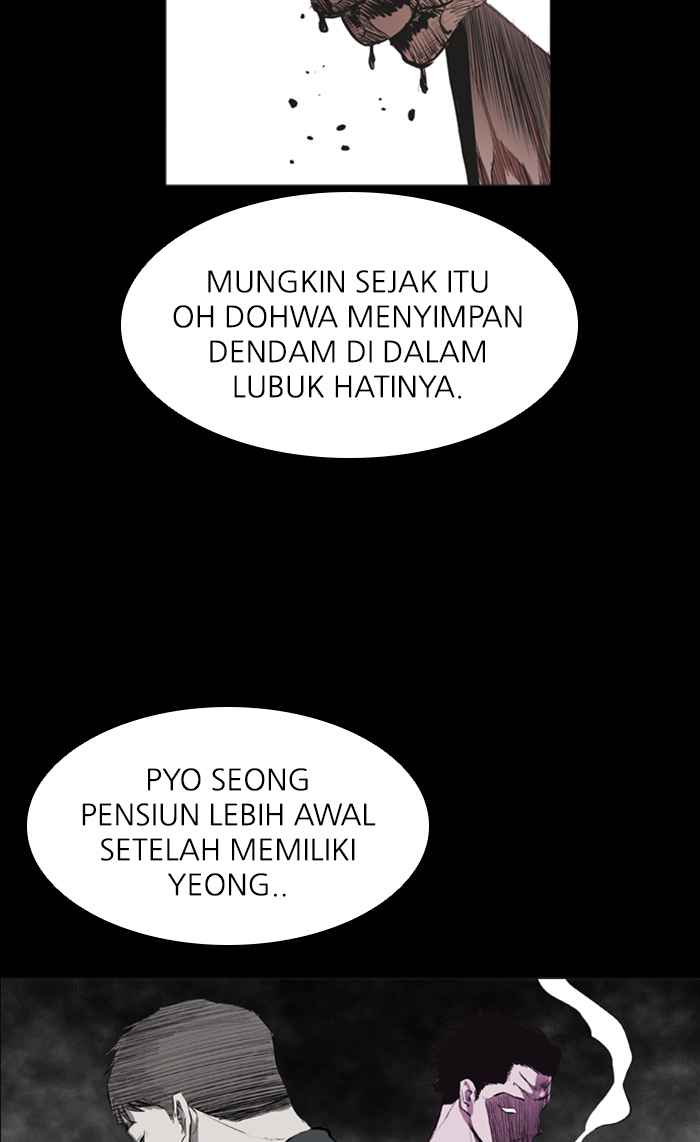 MUNGKIN SEJAK ITU
OH DOHWA MENYIMPAN
DENDAM DI DALAM
LUBUK HATINYA.
PYO SEONG
PENSIUN LEBIH AWAL
SETELAH MEMILIKI
YEONG..